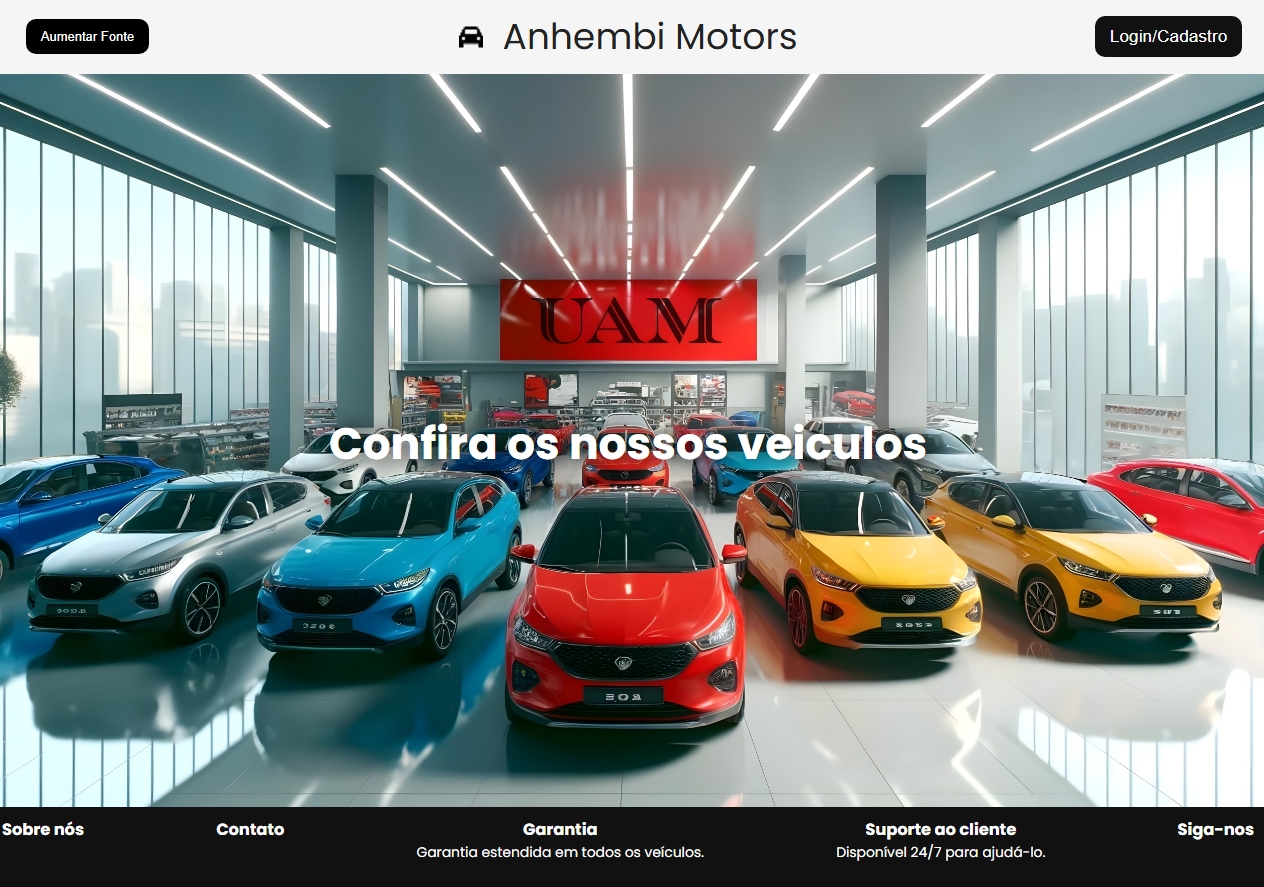 Aumentar Fonte
Anhembi Motors
Login/Cadastro
UAM
Confira os nossos veículos
Sobre nós
Contato
Garantia
Garantia estendida em todos os veículos.
Suporte ao cliente
Disponível 24/7 para ajudá-lo.
Siga-nos